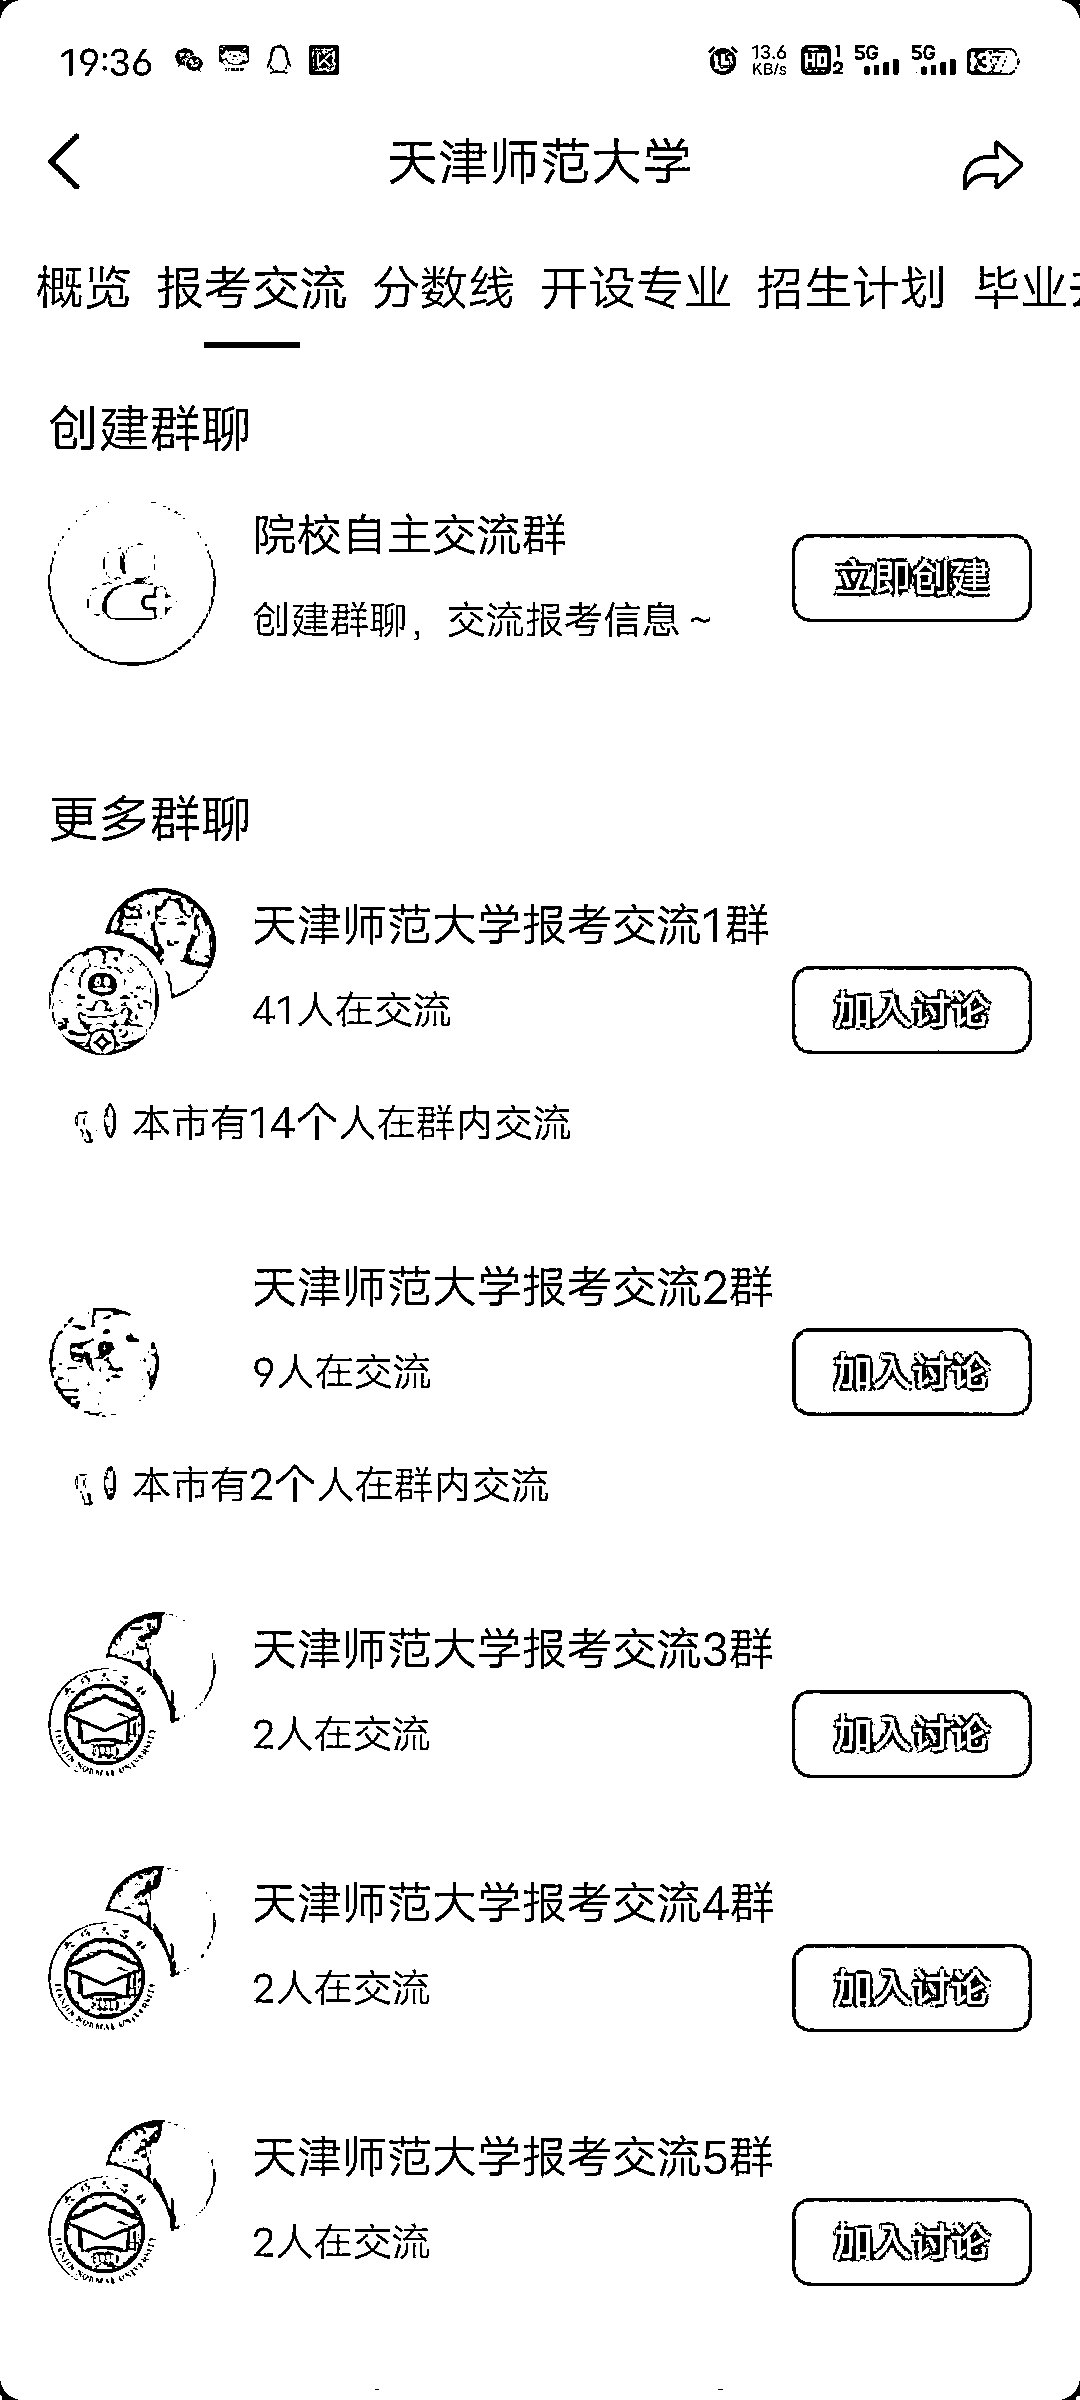 19:36
13.6 KB/s HD 1 2 5G 5G 37
天津师范大学
概览 报考交流 分数线 开设专业 招生计划 毕业去
创建群聊
院校自主交流群
创建群聊，交流报考信息~
立即创建
更多群聊
天津师范大学报考交流1群
41人在交流
加入讨论
本市有14个人在群内交流
天津师范大学报考交流2群
9人在交流
加入讨论
本市有2个人在群内交流
天津师范大学报考交流3群
2人在交流
加入讨论
天津师范大学报考交流4群
2人在交流
加入讨论
天津师范大学报考交流5群
2人在交流
加入讨论